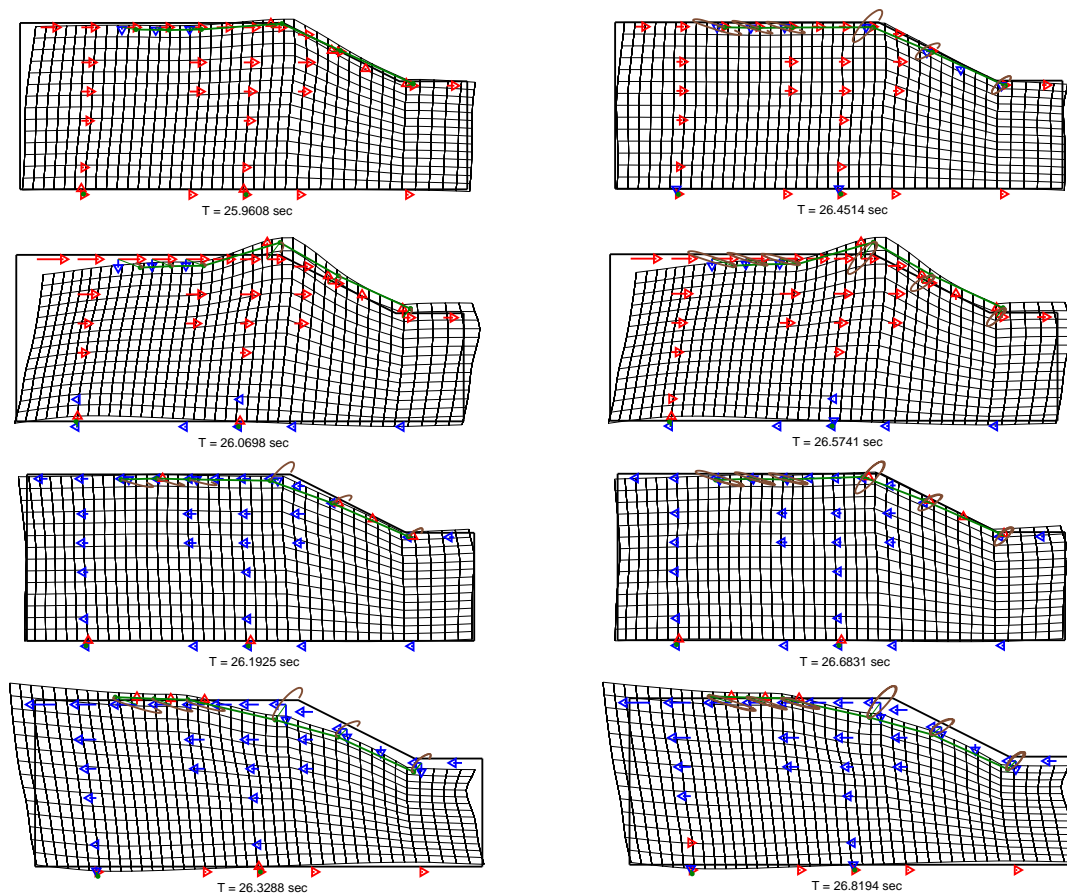 T = 25.9608 sec
T = 26.4514 sec
T = 26.0698 sec
T = 26.5741 sec
T = 26.1925 sec
T = 26.6831 sec
T = 26.3288 sec
T = 26.8194 sec